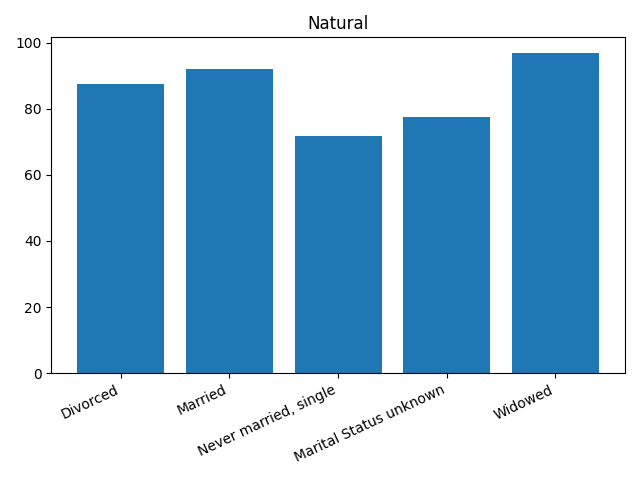 Natural
100
80
60
40
20
0
Divorced
Married
Never married, single
Marital Status unknown
Widowed